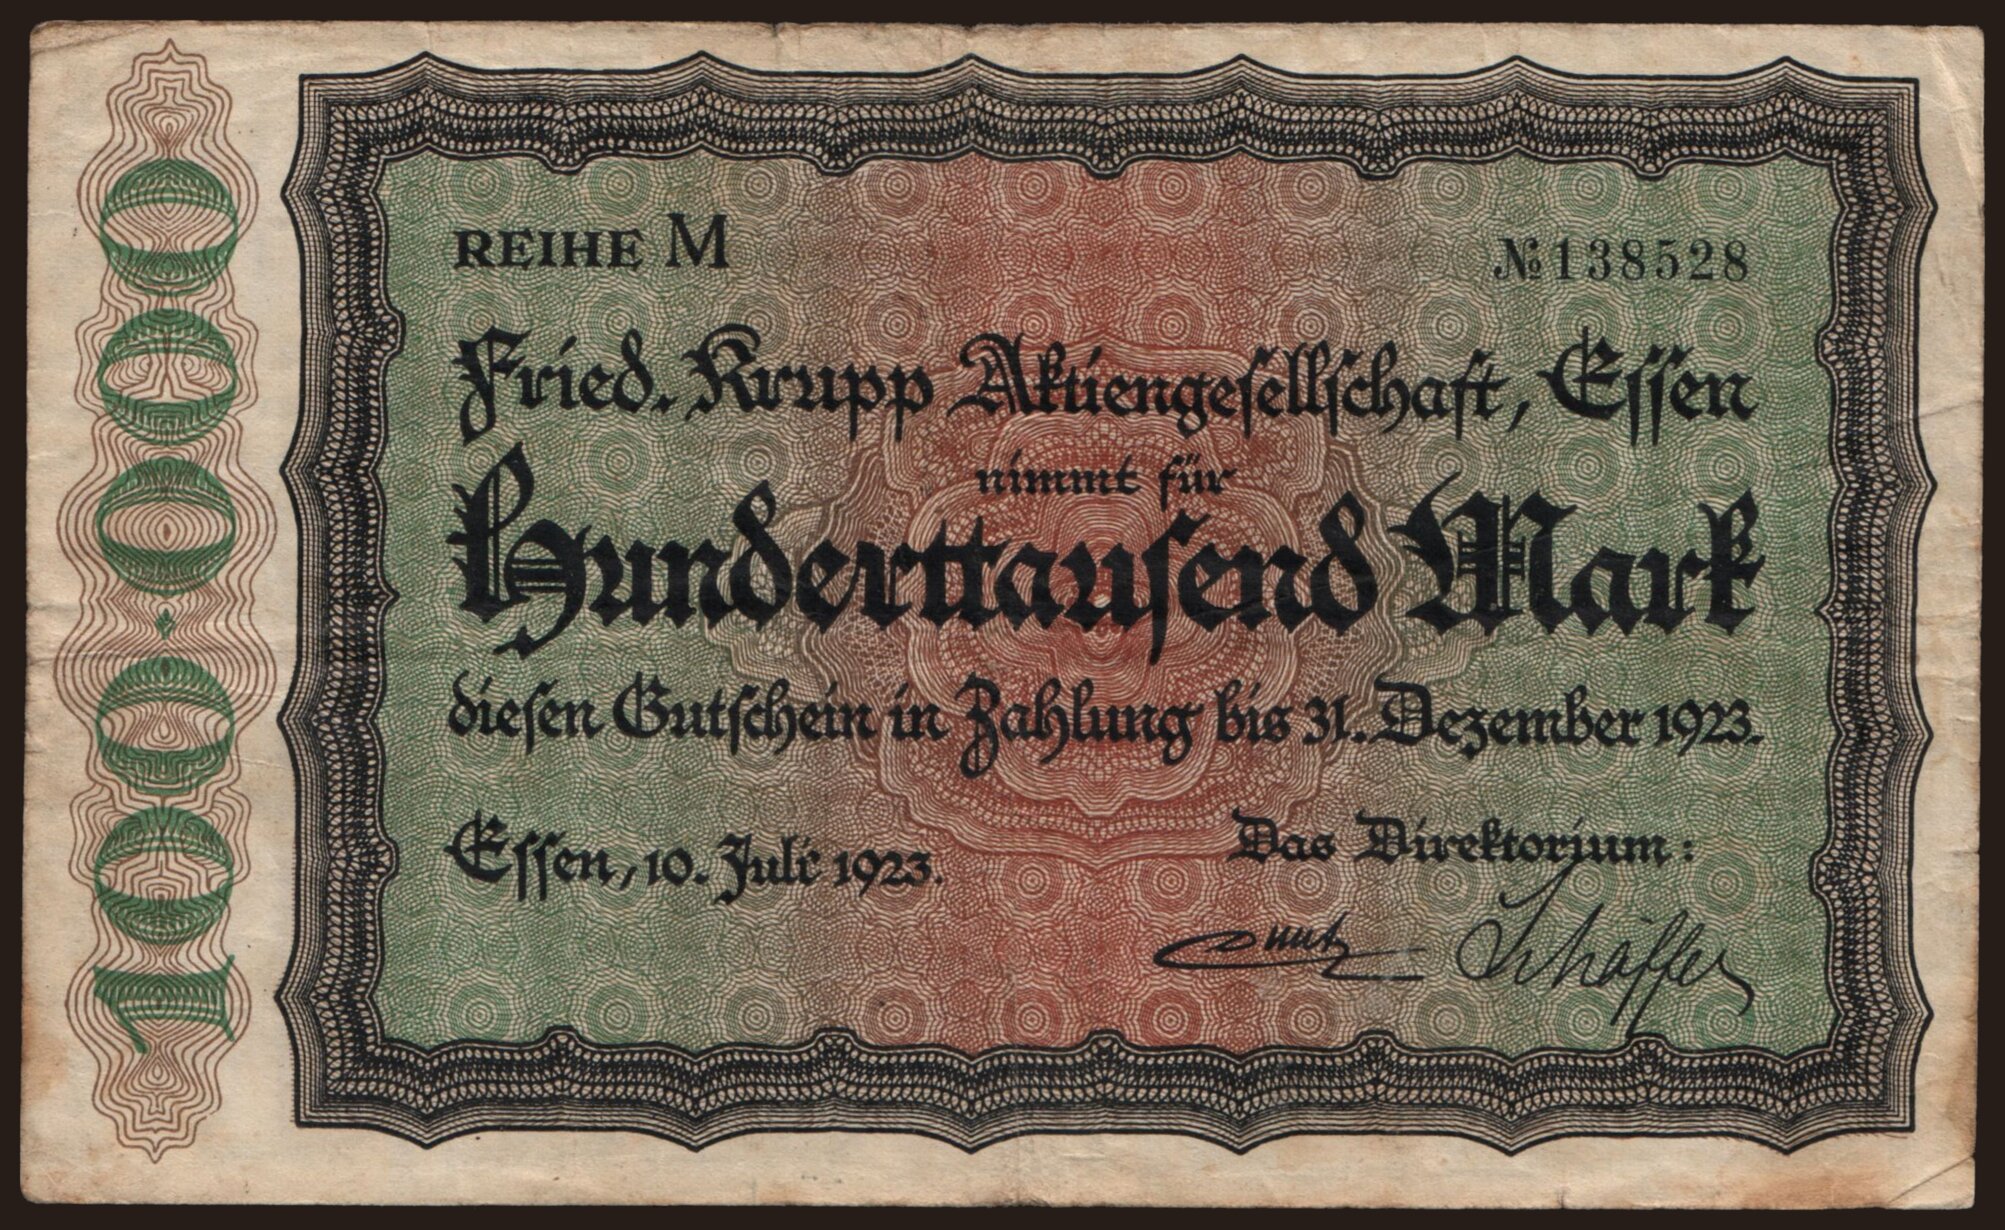 100·000
REIHE M
№138528
Fried. Krupp Aktiengesellschaft, Essen
nimmt für
Hunderttausend Mark
diesen Gutschein in Zahlung bis 31. Dezember 1923.
Essen, 10. Juli 1923.
Das Direktorium:
Schäffer